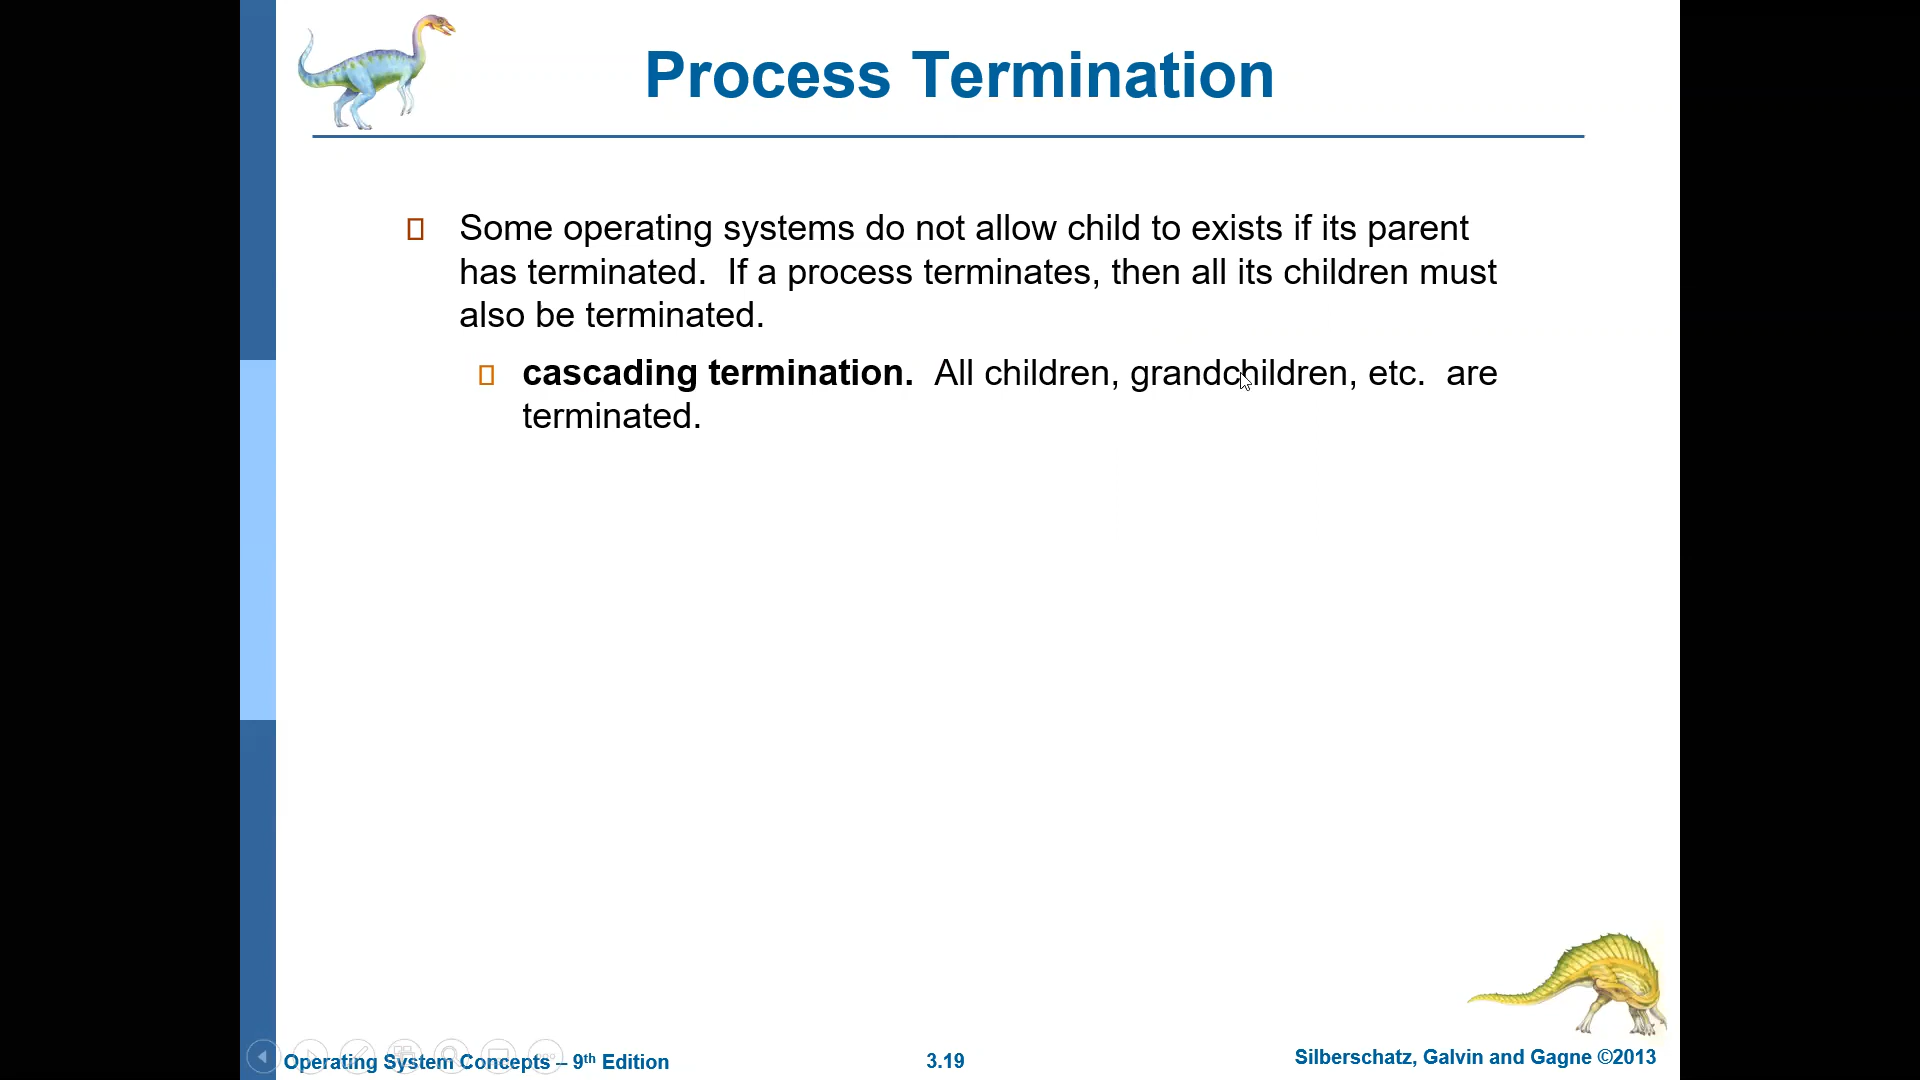 Process Termination
Some operating systems do not allow child to exists if its parent
has terminated.  If a process terminates, then all its children must
also be terminated.
cascading termination.  All children, grandchildren, etc.  are
terminated.
Operating System Concepts – 9th Edition
3.19
Silberschatz, Galvin and Gagne ©2013